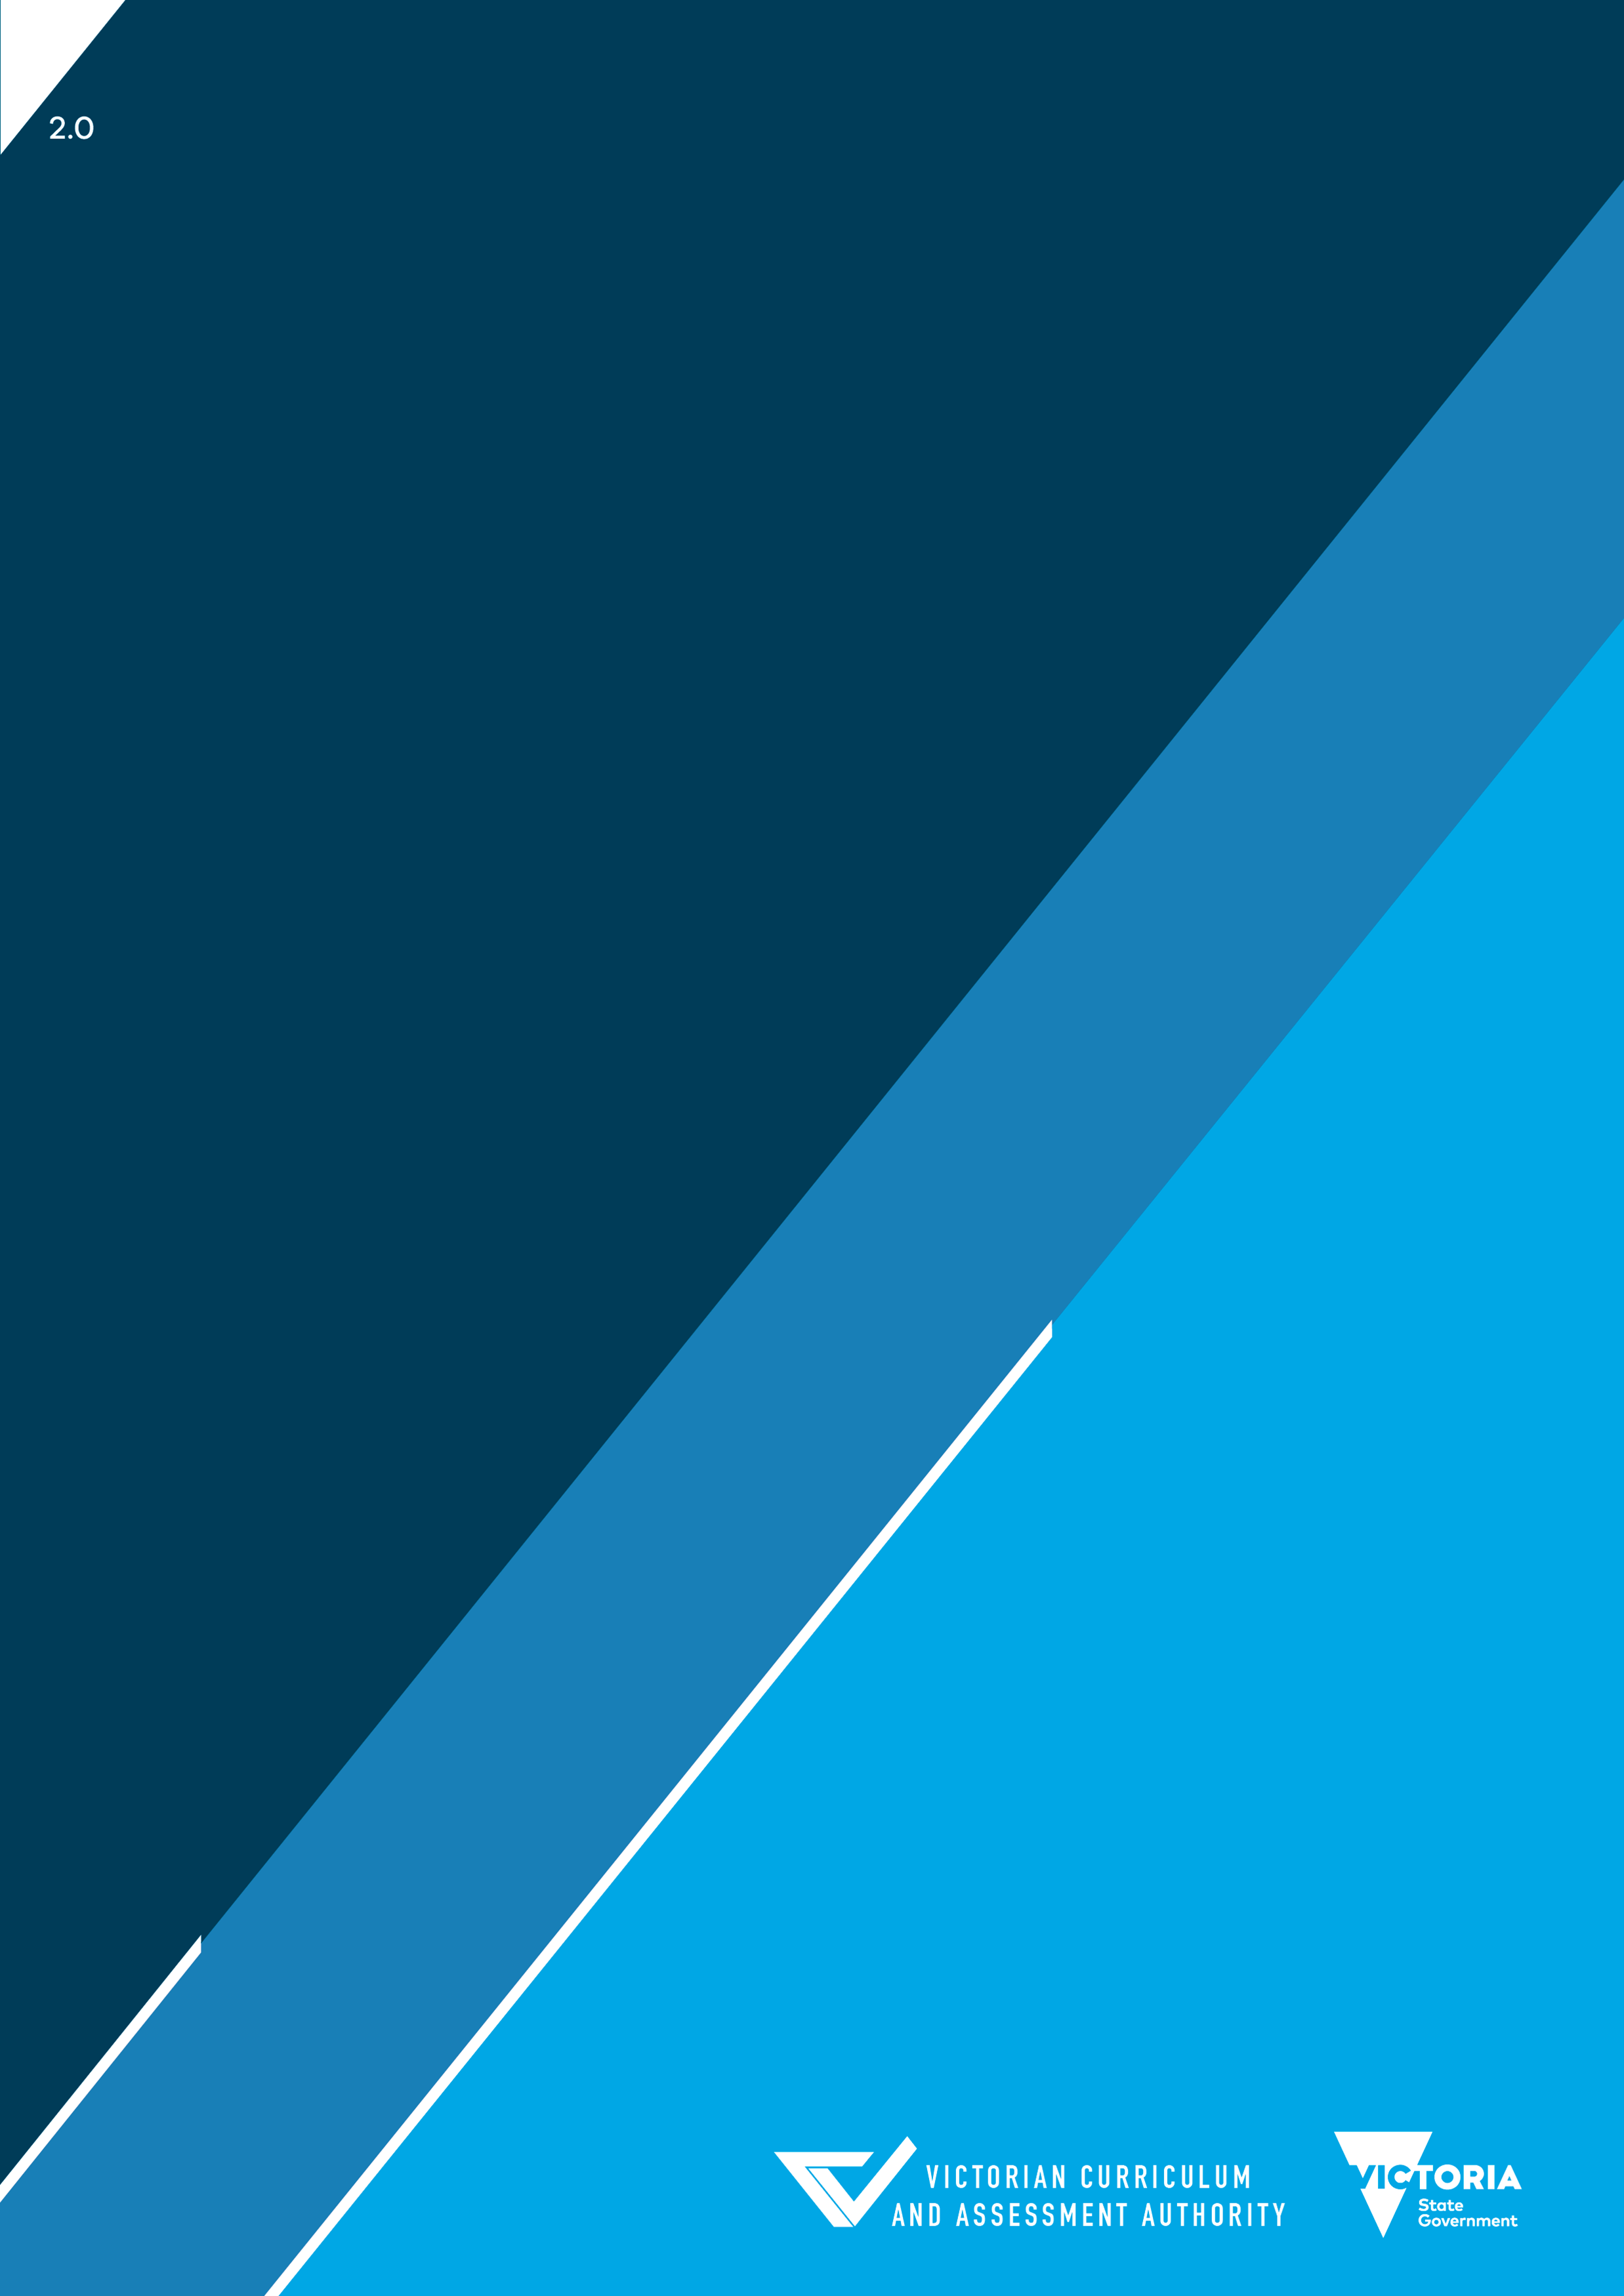 2.0
VICTORIAN CURRICULUM
AND ASSESSMENT AUTHORITY
VICTORIA
State
Government